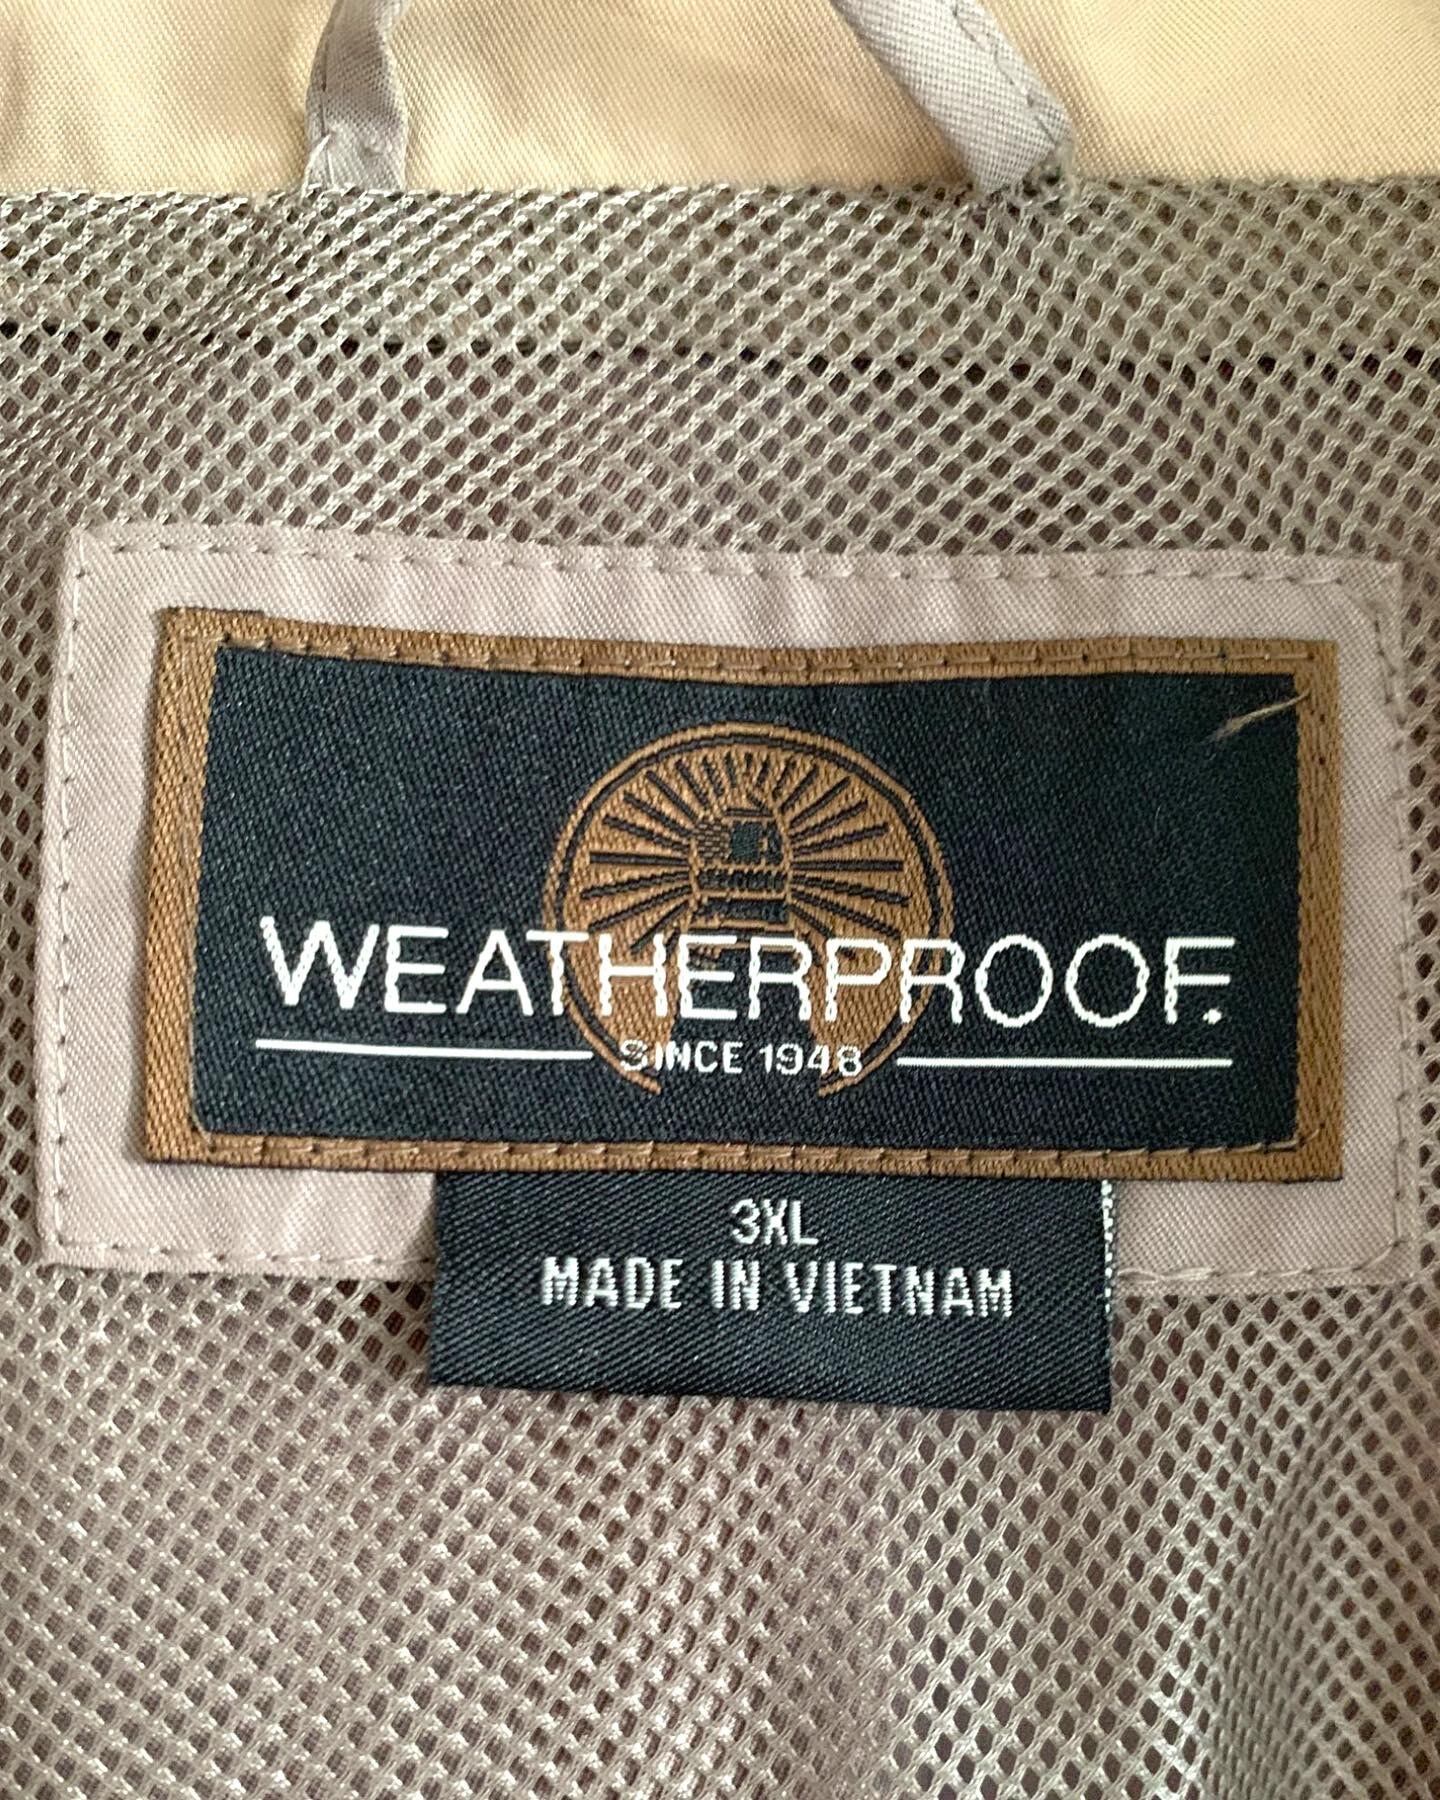 WEATHERPROOF.
SINCE 1948
3XL
MADE IN VIETNAM